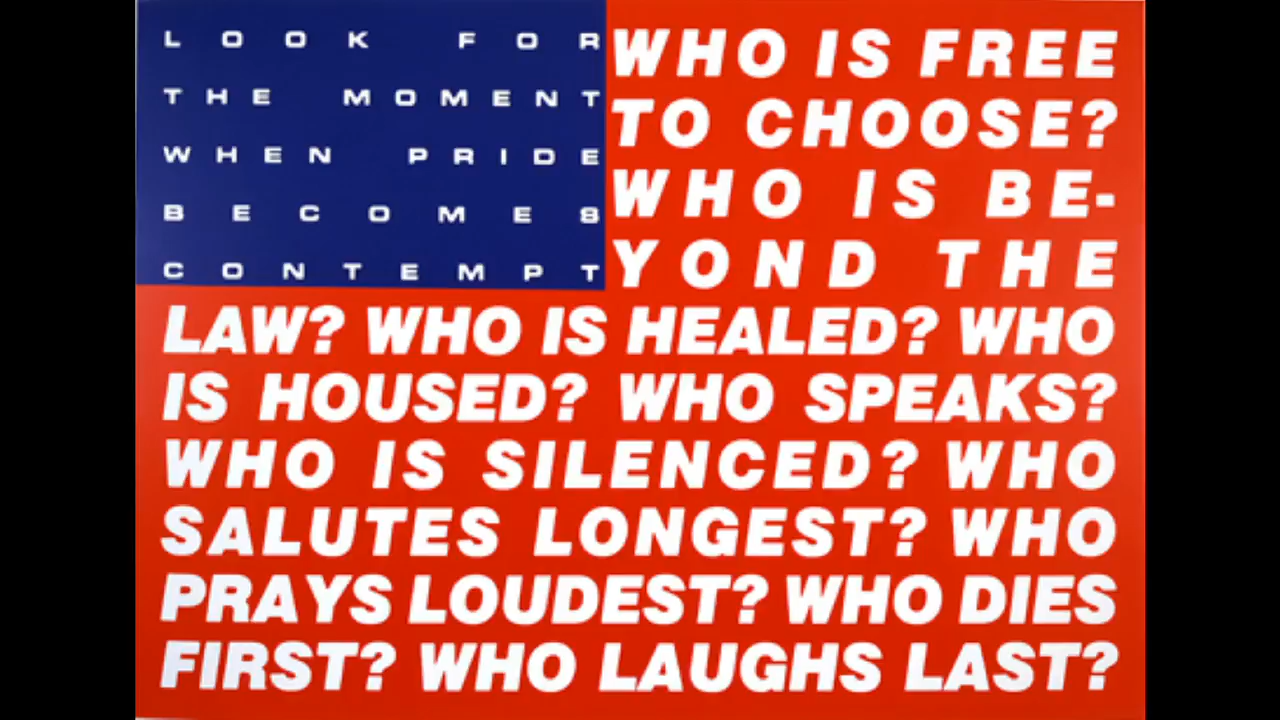 LOOK FOR
THE MOMENT
WHEN PRIDE
BECOMES
CONTEMPT
WHO IS FREE
TO CHOOSE?
WHO IS BE-
YOND THE
LAW? WHO IS HEALED? WHO
IS HOUSED? WHO SPEAKS?
WHO IS SILENCED? WHO
SALUTES LONGEST? WHO
PRAYS LOUDEST? WHO DIES
FIRST? WHO LAUGHS LAST?